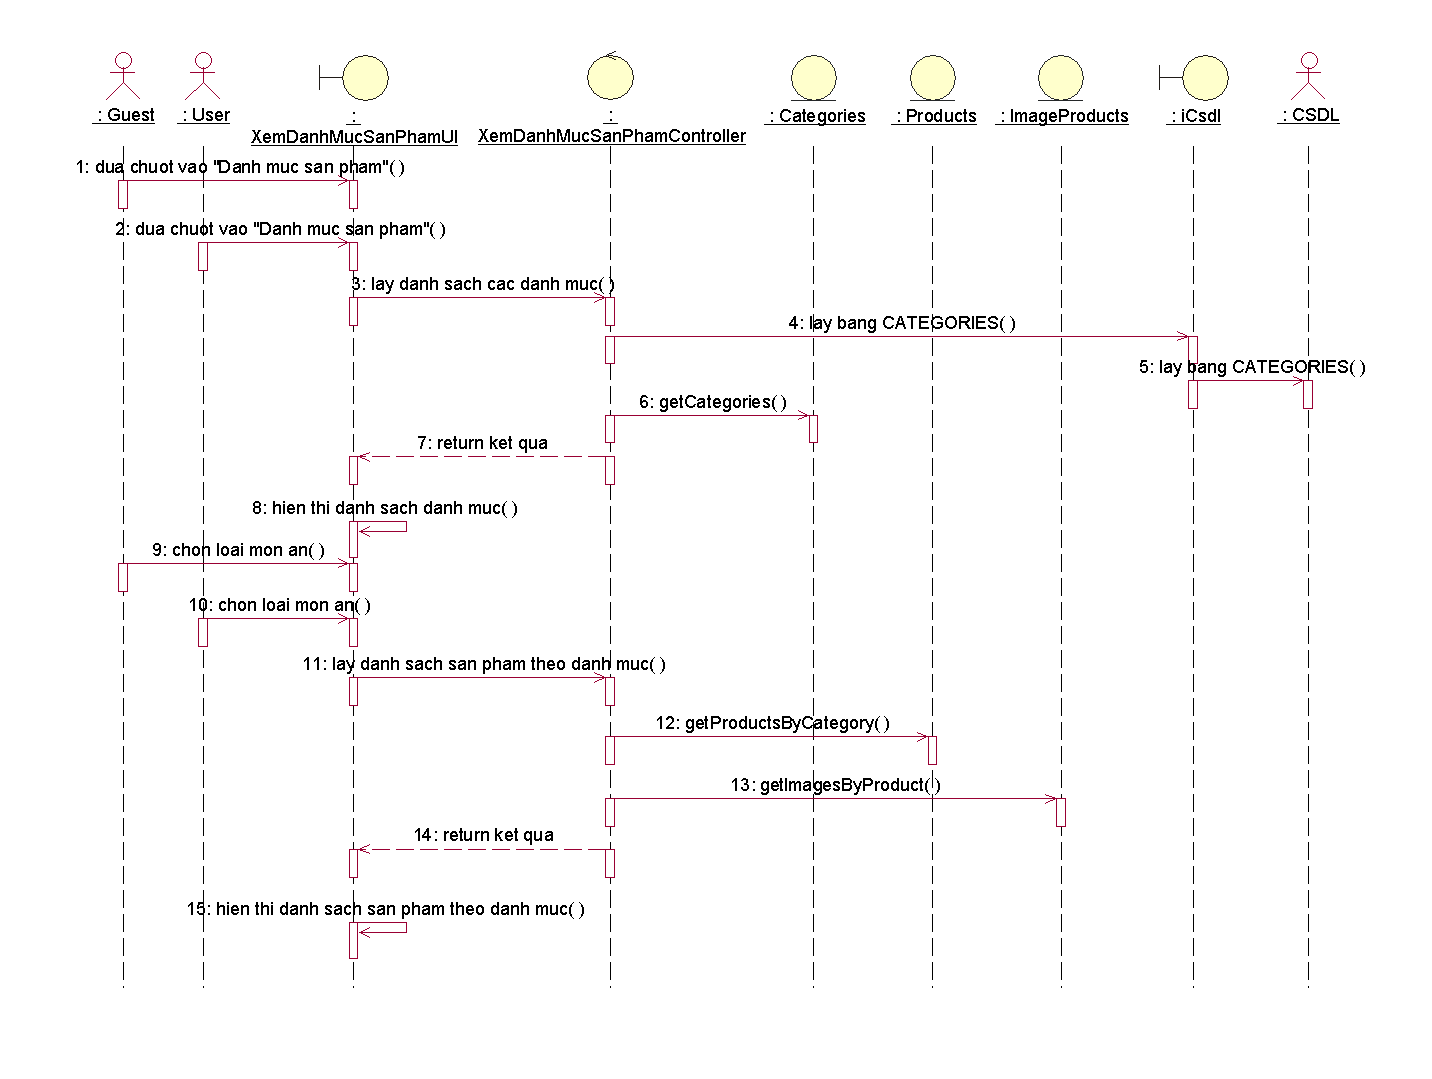 : Guest
: User
:
XemDanhMucSanPhamUI
:
XemDanhMucSanPhamController
: Categories
: Products
: ImageProducts
: iCsdl
: CSDL
1: dua chuot vao "Danh muc san pham"( )
2: dua chuot vao "Danh muc san pham"( )
3: lay danh sach cac danh muc( )
4: lay bang CATEGORIES( )
5: lay bang CATEGORIES( )
6: getCategories( )
7: return ket qua
8: hien thi danh sach danh muc( )
9: chon loai mon an( )
10: chon loai mon an( )
11: lay danh sach san pham theo danh muc( )
12: getProductsByCategory( )
13: getImagesByProduct( )
14: return ket qua
15: hien thi danh sach san pham theo danh muc( )